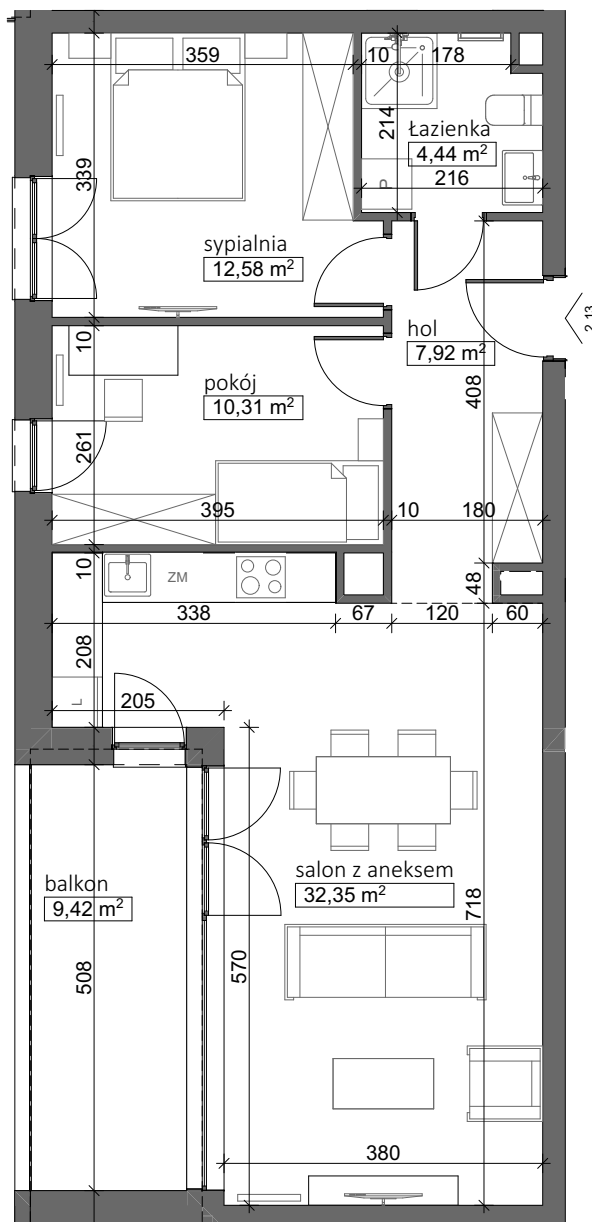 359
10
178
214
Łazienka
4,44 m²
P
216
339
sypialnia
12,58 m²
2.13
hol
7,92 m²
10
408
pokój
10,31 m²
261
395
10
180
10
ZM
48
338
67
120
60
208
L
205
salon z aneksem
32,35 m²
718
balkon
9,42 m²
508
570
380